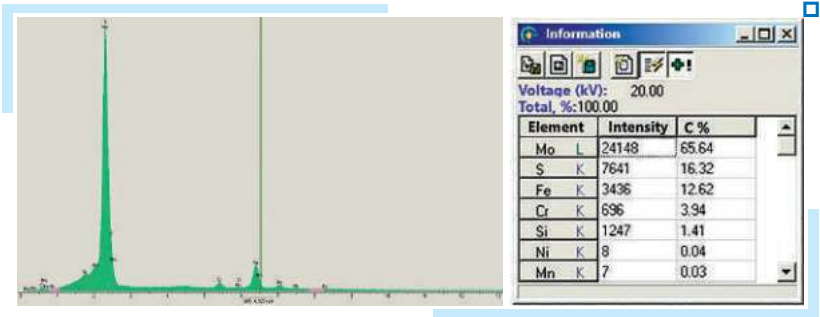 Information
Voltage (kV): 20.00
Total, %:100.00
Element Intensity C %
Mo L 24148 65.64
S K 7641 16.32
Fe K 3436 12.62
Cr K 696 3.94
Si K 1247 1.41
Ni K 8 0.04
Mn K 7 0.03